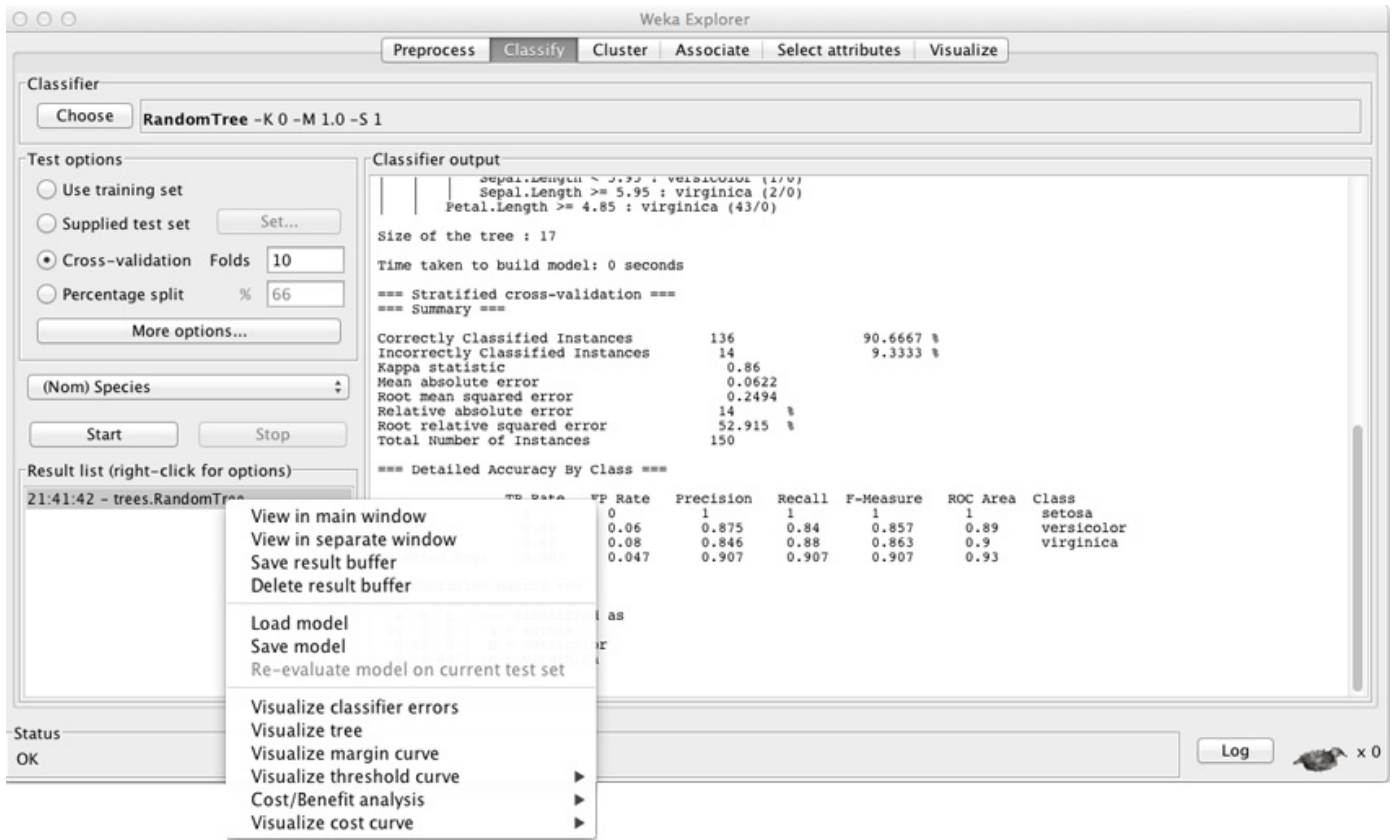 Weka Explorer
Preprocess Classify Cluster Associate Select attributes Visualize
Classifier
Choose RandomTree -K 0 -M 1.0 -S 1
Test options
Use training set
Supplied test set Set...
Cross-validation Folds 10
Percentage split % 66
More options...
(Nom) Species
Start Stop
Result list (right-click for options)
21:41:42 - trees.RandomTree
Classifier output
| | | Sepal.Length < 5.95 : versicolor (1/0)
| | | Sepal.Length >= 5.95 : virginica (2/0)
| | Petal.Length >= 4.85 : virginica (43/0)
Size of the tree : 17
Time taken to build model: 0 seconds
=== Stratified cross-validation ===
=== Summary ===
Correctly Classified Instances 136 90.6667 %
Incorrectly Classified Instances 14 9.3333 %
Kappa statistic 0.86
Mean absolute error 0.0622
Root mean squared error 0.2494
Relative absolute error 14 %
Root relative squared error 52.915 %
Total Number of Instances 150
=== Detailed Accuracy By Class ===
TP Rate FP Rate Precision Recall F-Measure ROC Area Class
0 1 1 1 1 setosa
0.06 0.875 0.84 0.857 0.89 versicolor
0.08 0.846 0.88 0.863 0.9 virginica
0.047 0.907 0.907 0.907 0.93
as
View in main window
View in separate window
Save result buffer
Delete result buffer
Load model
Save model
Re-evaluate model on current test set
Visualize classifier errors
Visualize tree
Visualize margin curve
Visualize threshold curve
Cost/Benefit analysis
Visualize cost curve
Status
OK
Log
x 0